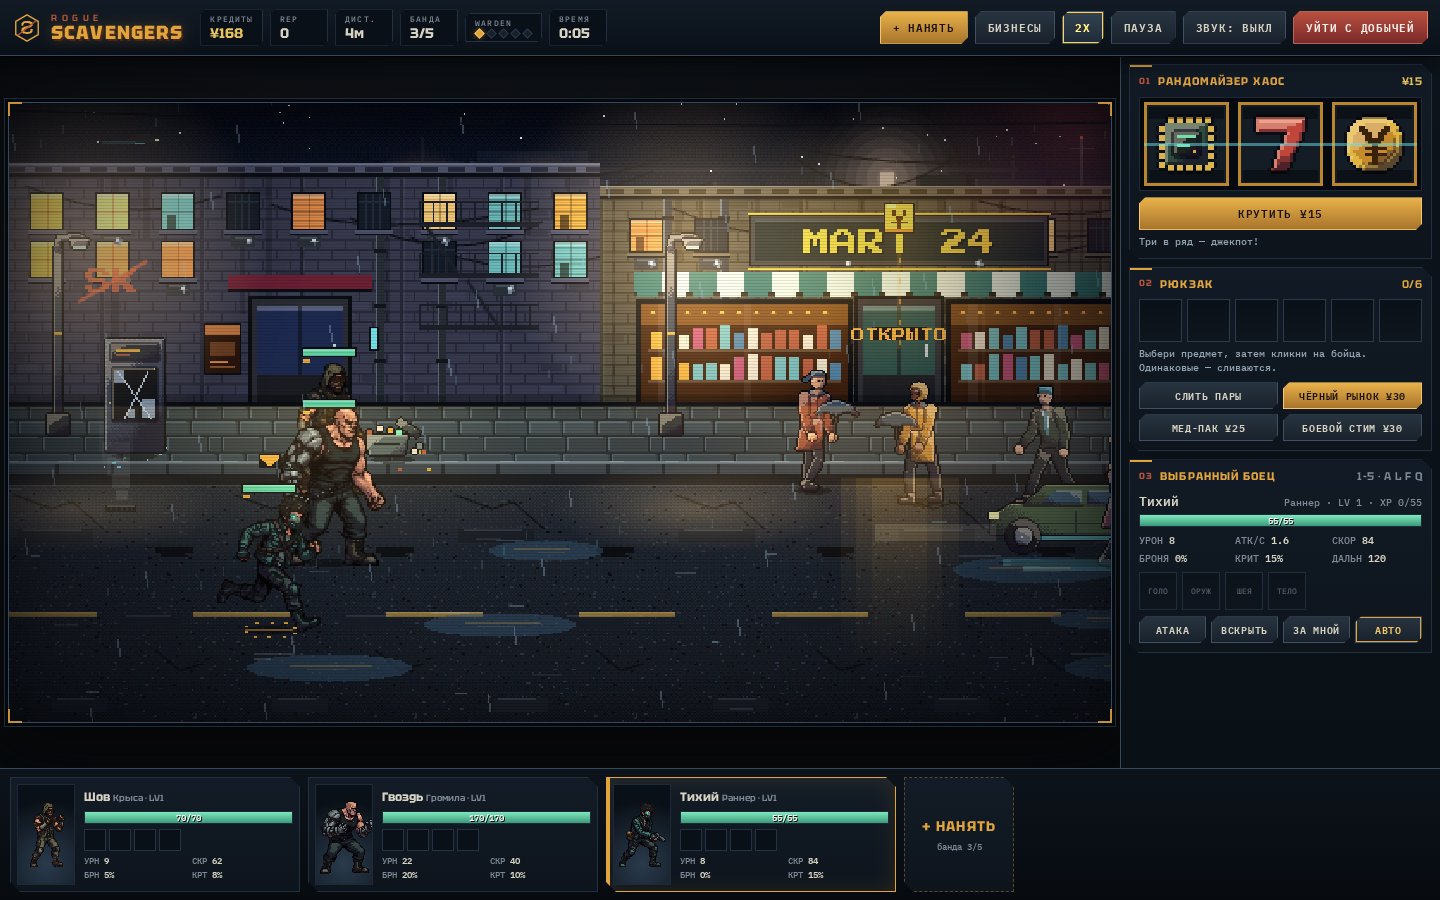 ROGUE
SCAVENGERS
КРЕДИТЫ
¥168
REP
0
ДИСТ.
4м
БАНДА
3/5
WARDEN
ВРЕМЯ
0:05
+ НАНЯТЬ
БИЗНЕСЫ
2X
ПАУЗА
ЗВУК: ВЫКЛ
УЙТИ С ДОБЫЧЕЙ
SK
¥
MART 24
ОТКРЫТО
01 РАНДОМАЙЗЕР ХАОС ¥15
7
¥
КРУТИТЬ ¥15
Три в ряд — джекпот!
02 РЮКЗАК 0/6
Выбери предмет, затем кликни на бойца.
Одинаковые — сливаются.
СЛИТЬ ПАРЫ
ЧЁРНЫЙ РЫНОК ¥30
МЕД-ПАК ¥25
БОЕВОЙ СТИМ ¥30
03 ВЫБРАННЫЙ БОЕЦ 1-5 · A L F Q
Тихий Раннер · LV 1 · XP 0/55
55/55
УРОН 8 АТК/С 1.6 СКОР 84
БРОНЯ 0% КРИТ 15% ДАЛЬН 120
ГОЛО ОРУЖ ШЕЯ ТЕЛО
АТАКА
ВСКРЫТЬ
ЗА МНОЙ
АВТО
Шов Крыса · LV1
70/70
УРН 9 СКР 62
БРН 5% КРТ 8%
Гвоздь Громила · LV1
170/170
УРН 22 СКР 40
БРН 20% КРТ 10%
Тихий Раннер · LV1
55/55
УРН 8 СКР 84
БРН 0% КРТ 15%
+ НАНЯТЬ
банда 3/5